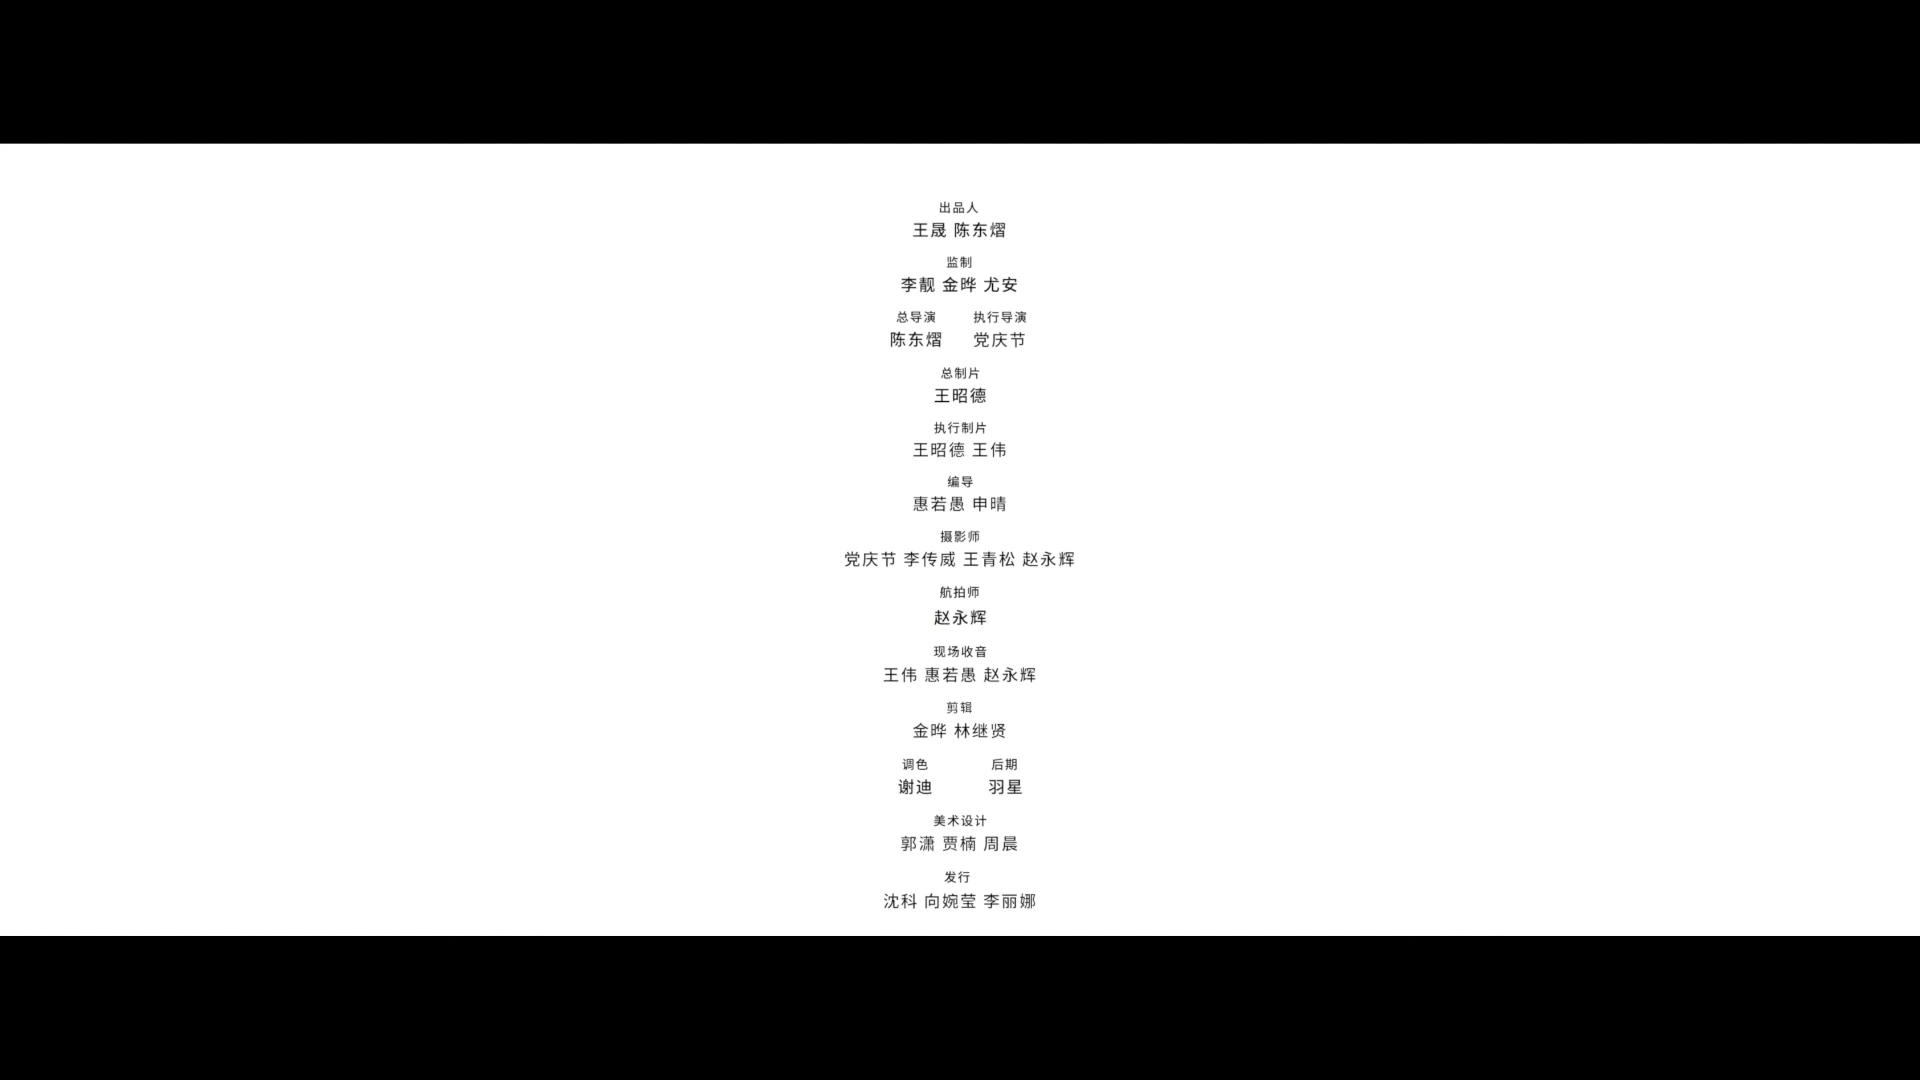 出品人
王晟 陈东熠
监制
李靓 金晔 尤安
总导演 执行导演
陈东熠 党庆节
总制片
王昭德
执行制片
王昭德 王伟
编导
惠若愚 申晴
摄影师
党庆节 李传威 王青松 赵永辉
航拍师
赵永辉
现场收音
王伟 惠若愚 赵永辉
剪辑
金晔 林继贤
调色 后期
谢迪 羽星
美术设计
郭潇 贾楠 周晨
发行
沈科 向婉莹 李丽娜